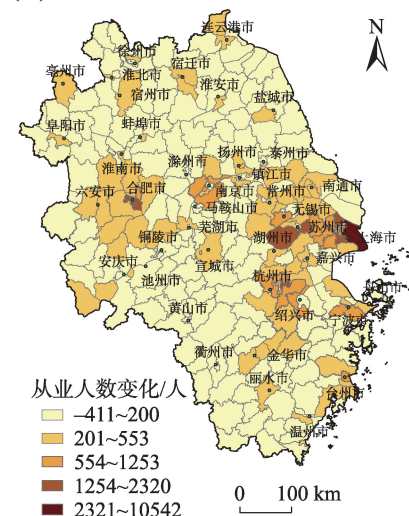 连云港市
N
徐州市
宿迁市
亳州市
淮北市
淮安市
宿州市
盐城市
阜阳市
蚌埠市
淮南市
滁州市
扬州市
泰州市
镇江市
南通市
六安市
合肥市
南京市
常州市
马鞍山市
无锡市
铜陵市
芜湖市
苏州市
上海市
湖州市
安庆市
宣城市
嘉兴市
池州市
杭州市
舟山市
黄山市
绍兴市
宁波市
衢州市
金华市
丽水市
台州市
温州市
从业人数变化/人
–411~200
201~553
554~1253
1254~2320
2321~10542
0 100 km